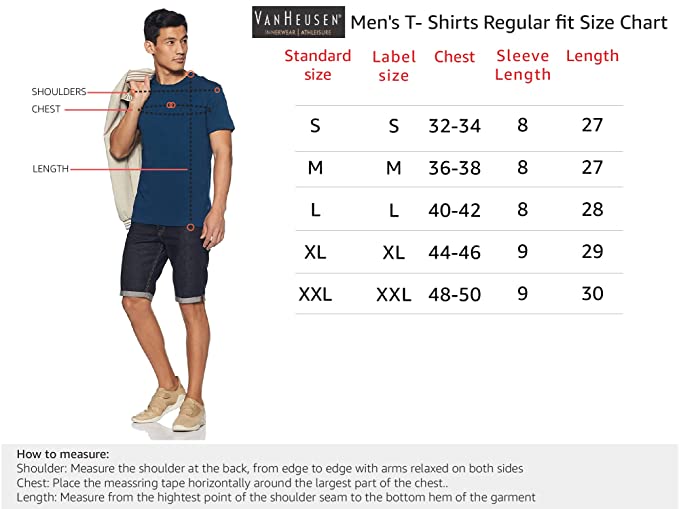 VANHEUSEN®
INNERWEAR | ATHLEISURE
Men's T- Shirts Regular fit Size Chart
Standard size Label size Chest Sleeve Length Length
S S 32-34 8 27
M M 36-38 8 27
L L 40-42 8 28
XL XL 44-46 9 29
XXL XXL 48-50 9 30
SHOULDERS
CHEST
LENGTH
How to measure:
Shoulder: Measure the shoulder at the back, from edge to edge with arms relaxed on both sides
Chest: Place the meassring tape horizontally around the largest part of the chest..
Length: Measure from the hightest point of the shoulder seam to the bottom hem of the garment